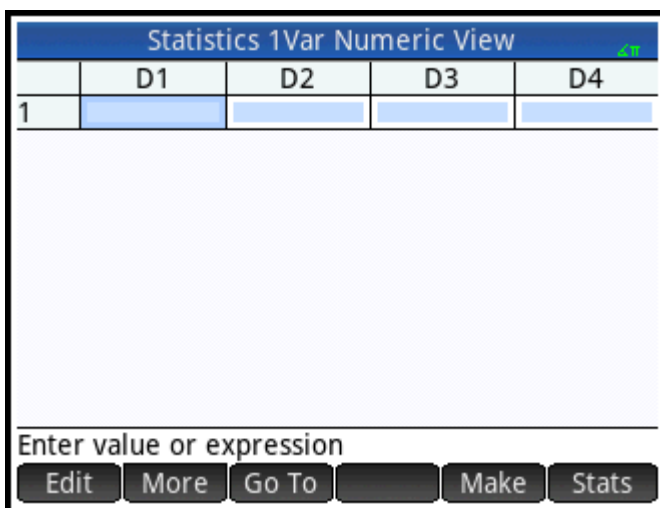 Statistics 1Var Numeric View
∡π
D1 D2 D3 D4
1
Enter value or expression
Edit More Go To Make Stats